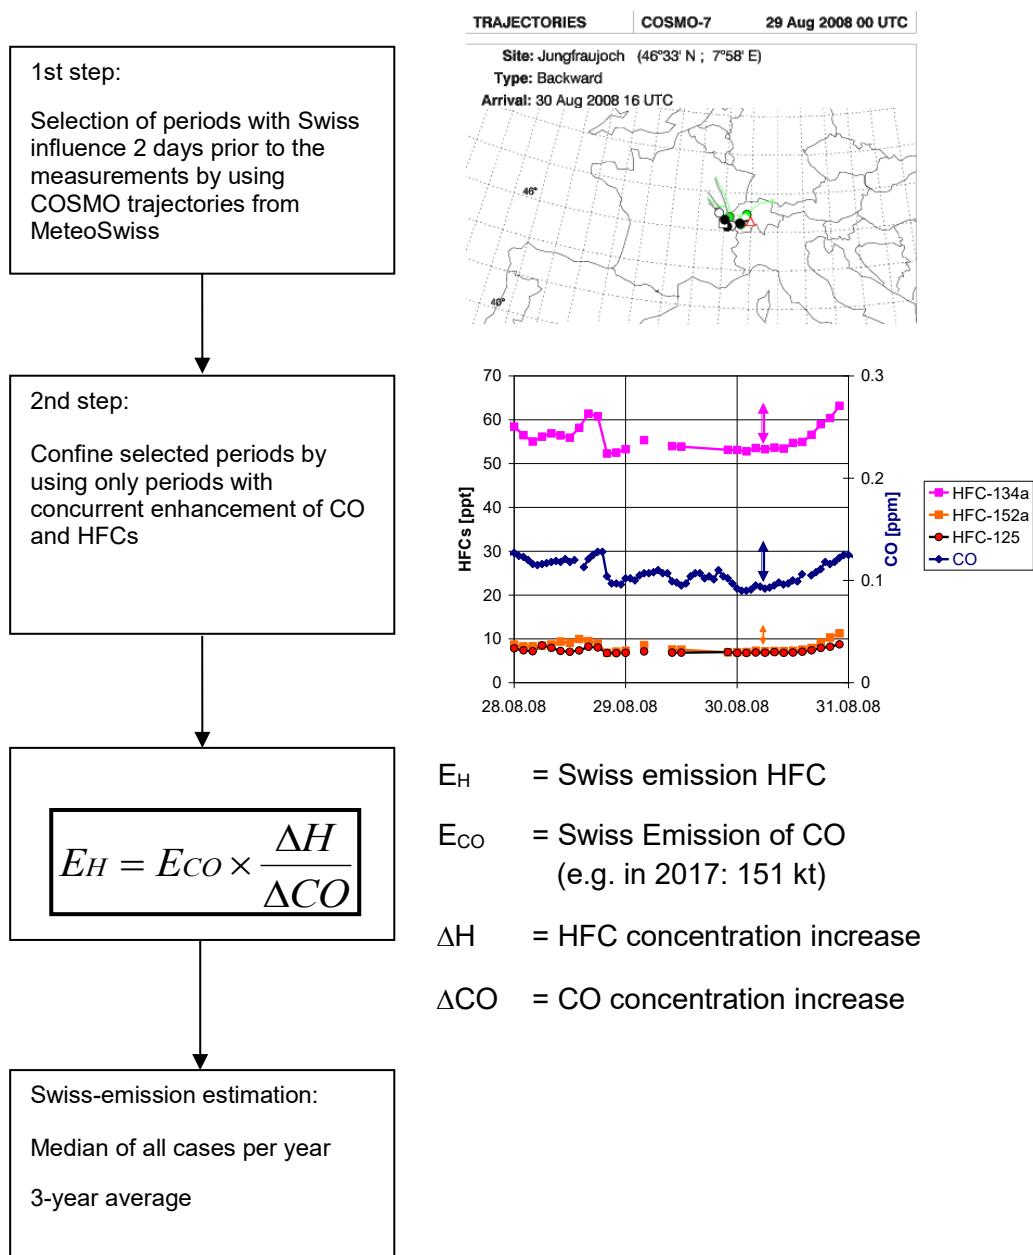 1st step:
Selection of periods with Swiss
influence 2 days prior to the
measurements by using
COSMO trajectories from
MeteoSwiss
TRAJECTORIES COSMO-7 29 Aug 2008 00 UTC
Site: Jungfraujoch (46°33' N ; 7°58' E)
Type: Backward
Arrival: 30 Aug 2008 16 UTC
46°
40°
2nd step:
Confine selected periods by
using only periods with
concurrent enhancement of CO
and HFCs
70
60
50
40
30
20
10
0
HFCs [ppt]
0.3
0.2
0.1
0
CO [ppm]
28.08.08 29.08.08 30.08.08 31.08.08
HFC-134a
HFC-152a
HFC-125
CO
EH = ECO × ΔH / ΔCO
EH = Swiss emission HFC
ECO = Swiss Emission of CO
(e.g. in 2017: 151 kt)
ΔH = HFC concentration increase
ΔCO = CO concentration increase
Swiss-emission estimation:
Median of all cases per year
3-year average